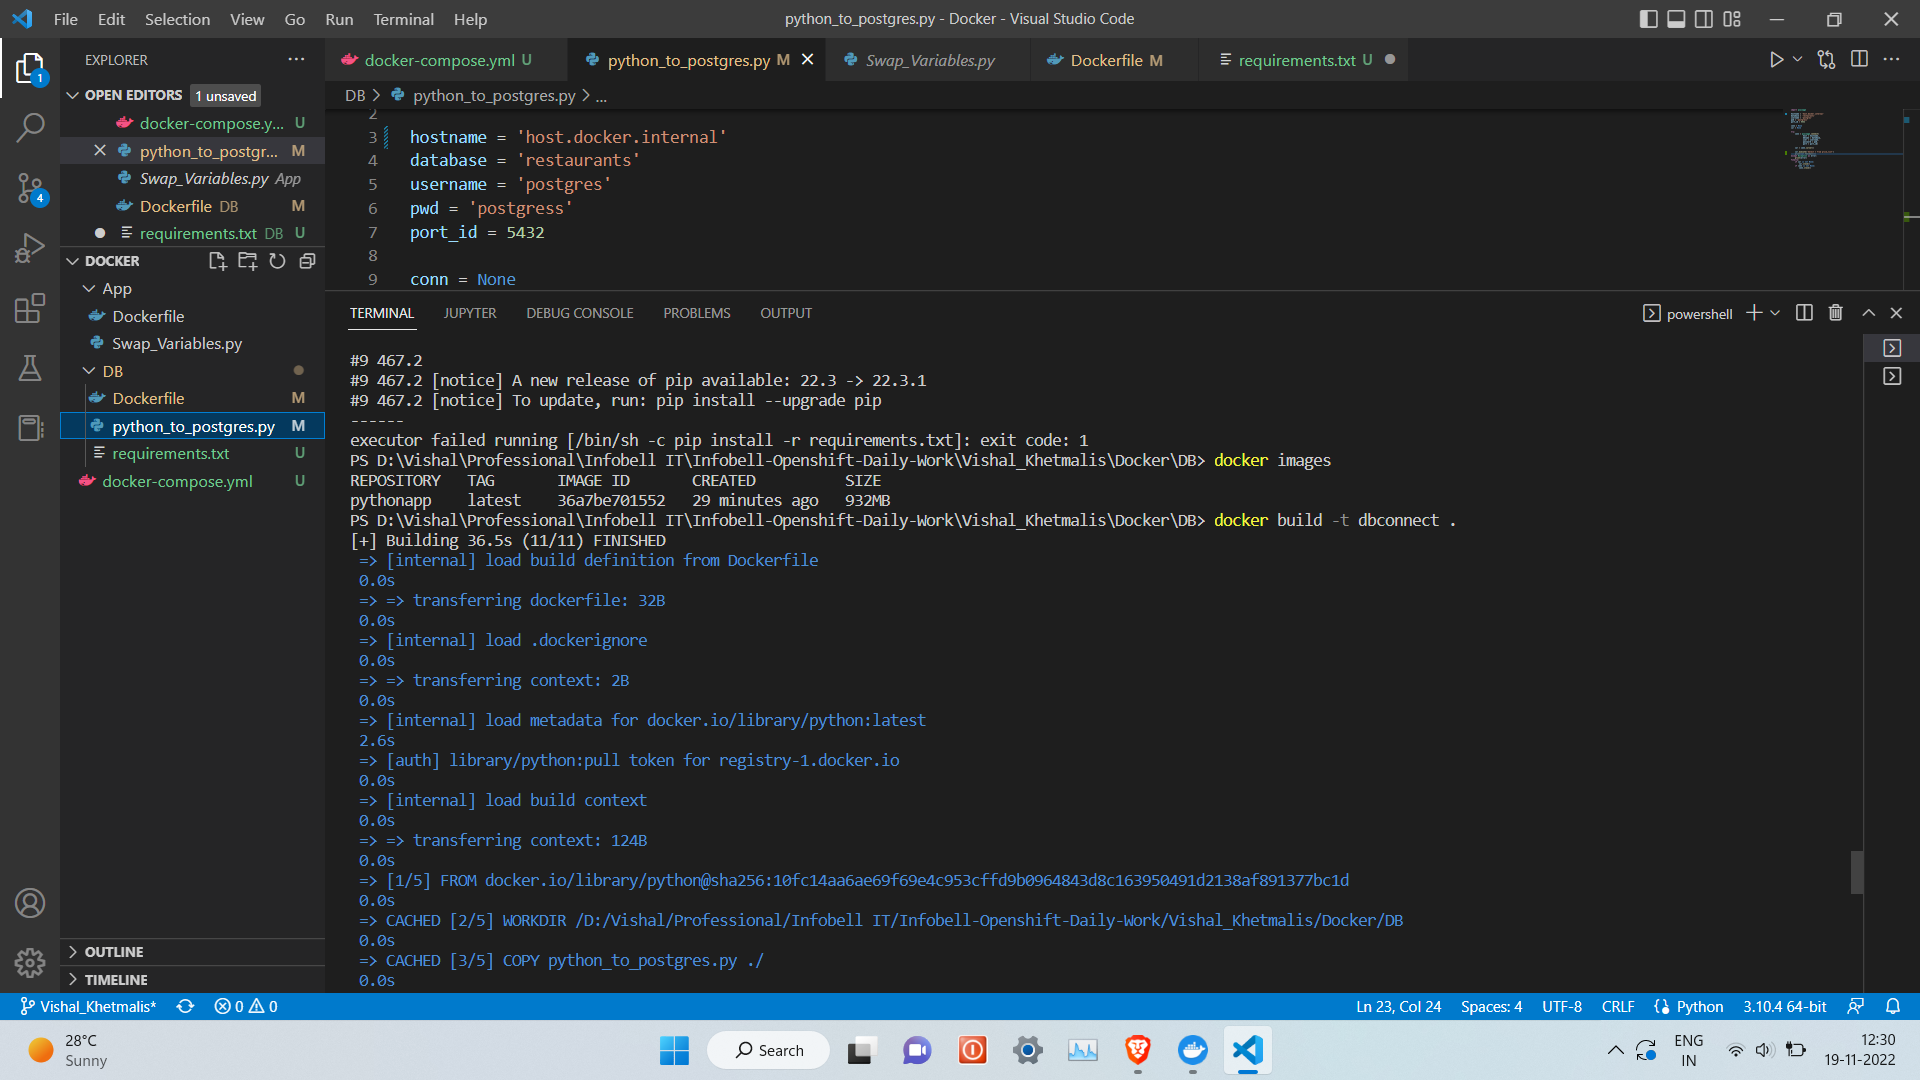 File Edit Selection View Go Run Terminal Help
python_to_postgres.py - Docker - Visual Studio Code
EXPLORER
OPEN EDITORS 1 unsaved
docker-compose.y... U
python_to_postgr... M
Swap_Variables.py App
Dockerfile DB M
requirements.txt DB U
DOCKER
App
Dockerfile
Swap_Variables.py
DB
Dockerfile M
python_to_postgres.py M
requirements.txt U
docker-compose.yml U
OUTLINE
TIMELINE
1
4
docker-compose.yml U
python_to_postgres.py M
Swap_Variables.py
Dockerfile M
requirements.txt U
DB > python_to_postgres.py > ...
2
3 hostname = 'host.docker.internal'
4 database = 'restaurants'
5 username = 'postgres'
6 pwd = 'postgress'
7 port_id = 5432
8
9 conn = None
TERMINAL JUPYTER DEBUG CONSOLE PROBLEMS OUTPUT
powershell
#9 467.2
#9 467.2 [notice] A new release of pip available: 22.3 -> 22.3.1
#9 467.2 [notice] To update, run: pip install --upgrade pip
------
executor failed running [/bin/sh -c pip install -r requirements.txt]: exit code: 1
PS D:\Vishal\Professional\Infobell IT\Infobell-Openshift-Daily-Work\Vishal_Khetmalis\Docker\DB> docker images
REPOSITORY TAG IMAGE ID CREATED SIZE
pythonapp latest 36a7be701552 29 minutes ago 932MB
PS D:\Vishal\Professional\Infobell IT\Infobell-Openshift-Daily-Work\Vishal_Khetmalis\Docker\DB> docker build -t dbconnect .
[+] Building 36.5s (11/11) FINISHED
=> [internal] load build definition from Dockerfile
0.0s
=> => transferring dockerfile: 32B
0.0s
=> [internal] load .dockerignore
0.0s
=> => transferring context: 2B
0.0s
=> [internal] load metadata for docker.io/library/python:latest
2.6s
=> [auth] library/python:pull token for registry-1.docker.io
0.0s
=> [internal] load build context
0.0s
=> => transferring context: 124B
0.0s
=> [1/5] FROM docker.io/library/python@sha256:10fc14aa6ae69f69e4c953cffd9b0964843d8c163950491d2138af891377bc1d
0.0s
=> CACHED [2/5] WORKDIR /D:/Vishal/Professional/Infobell IT/Infobell-Openshift-Daily-Work/Vishal_Khetmalis/Docker/DB
0.0s
=> CACHED [3/5] COPY python_to_postgres.py ./
0.0s
Vishal_Khetmalis* 0 0
Ln 23, Col 24 Spaces: 4 UTF-8 CRLF Python 3.10.4 64-bit
28°C
Sunny
Search
ENG
IN
12:30
19-11-2022